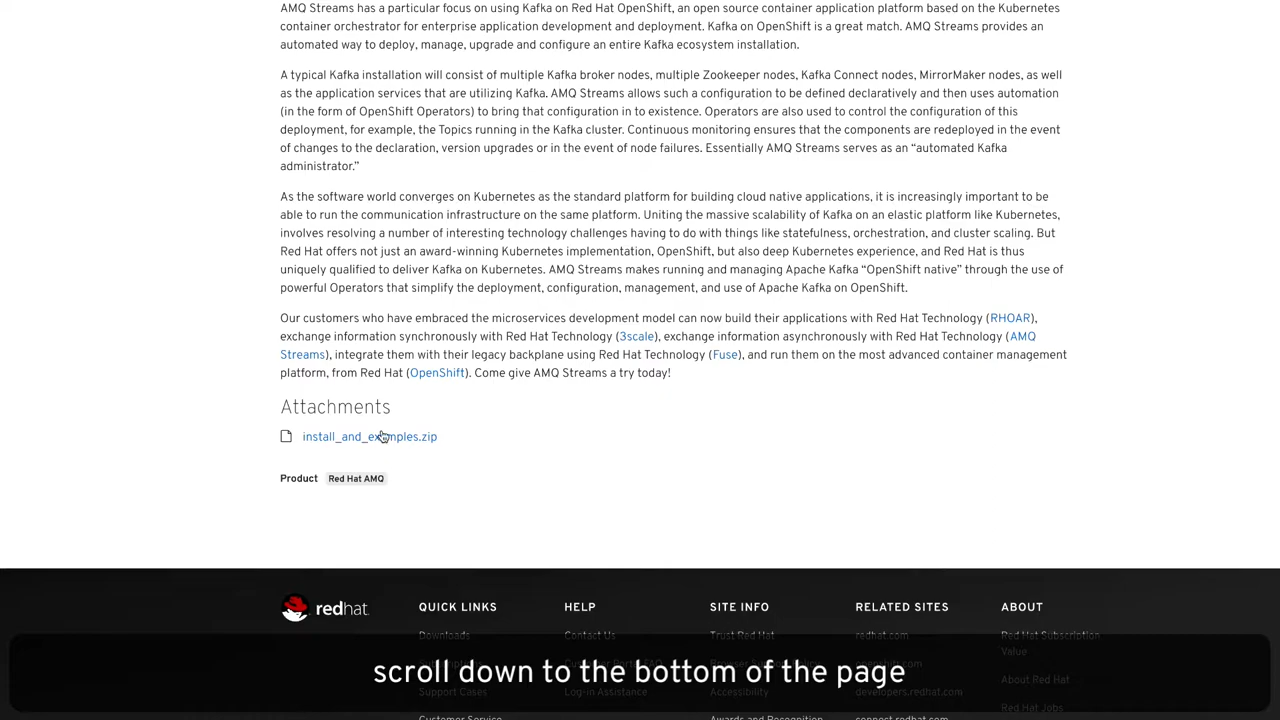 AMQ Streams has a particular focus on using Kafka on Red Hat OpenShift, an open source container application platform based on the Kubernetes
container orchestrator for enterprise application development and deployment. Kafka on OpenShift is a great match. AMQ Streams provides an
automated way to deploy, manage, upgrade and configure an entire Kafka ecosystem installation.
A typical Kafka installation will consist of multiple Kafka broker nodes, multiple Zookeeper nodes, Kafka Connect nodes, MirrorMaker nodes, as well
as the application services that are utilizing Kafka. AMQ Streams allows such a configuration to be defined declaratively and then uses automation
(in the form of OpenShift Operators) to bring that configuration in to existence. Operators are also used to control the configuration of this
deployment, for example, the Topics running in the Kafka cluster. Continuous monitoring ensures that the components are redeployed in the event
of changes to the declaration, version upgrades or in the event of node failures. Essentially AMQ Streams serves as an “automated Kafka
administrator.”
As the software world converges on Kubernetes as the standard platform for building cloud native applications, it is increasingly important to be
able to run the communication infrastructure on the same platform. Uniting the massive scalability of Kafka on an elastic platform like Kubernetes,
involves resolving a number of interesting technology challenges having to do with things like statefulness, orchestration, and cluster scaling. But
Red Hat offers not just an award-winning Kubernetes implementation, OpenShift, but also deep Kubernetes experience, and Red Hat is thus
uniquely qualified to deliver Kafka on Kubernetes. AMQ Streams makes running and managing Apache Kafka “OpenShift native” through the use of
powerful Operators that simplify the deployment, configuration, management, and use of Apache Kafka on OpenShift.
Our customers who have embraced the microservices development model can now build their applications with Red Hat Technology (RHOAR),
exchange information synchronously with Red Hat Technology (3scale), exchange information asynchronously with Red Hat Technology (AMQ
Streams), integrate them with their legacy backplane using Red Hat Technology (Fuse), and run them on the most advanced container management
platform, from Red Hat (OpenShift). Come give AMQ Streams a try today!
Attachments
install_and_examples.zip
Product Red Hat AMQ
redhat. QUICK LINKS HELP SITE INFO RELATED SITES ABOUT
Downloads Contact Us Trust Red Hat redhat.com Red Hat Subscription
Value
scroll down to the bottom of the page
About Red Hat
Support Cases Log-in Assistance Accessibility developers.redhat.com
Red Hat Jobs
Customer Service Awards and Recognition connect.redhat.com